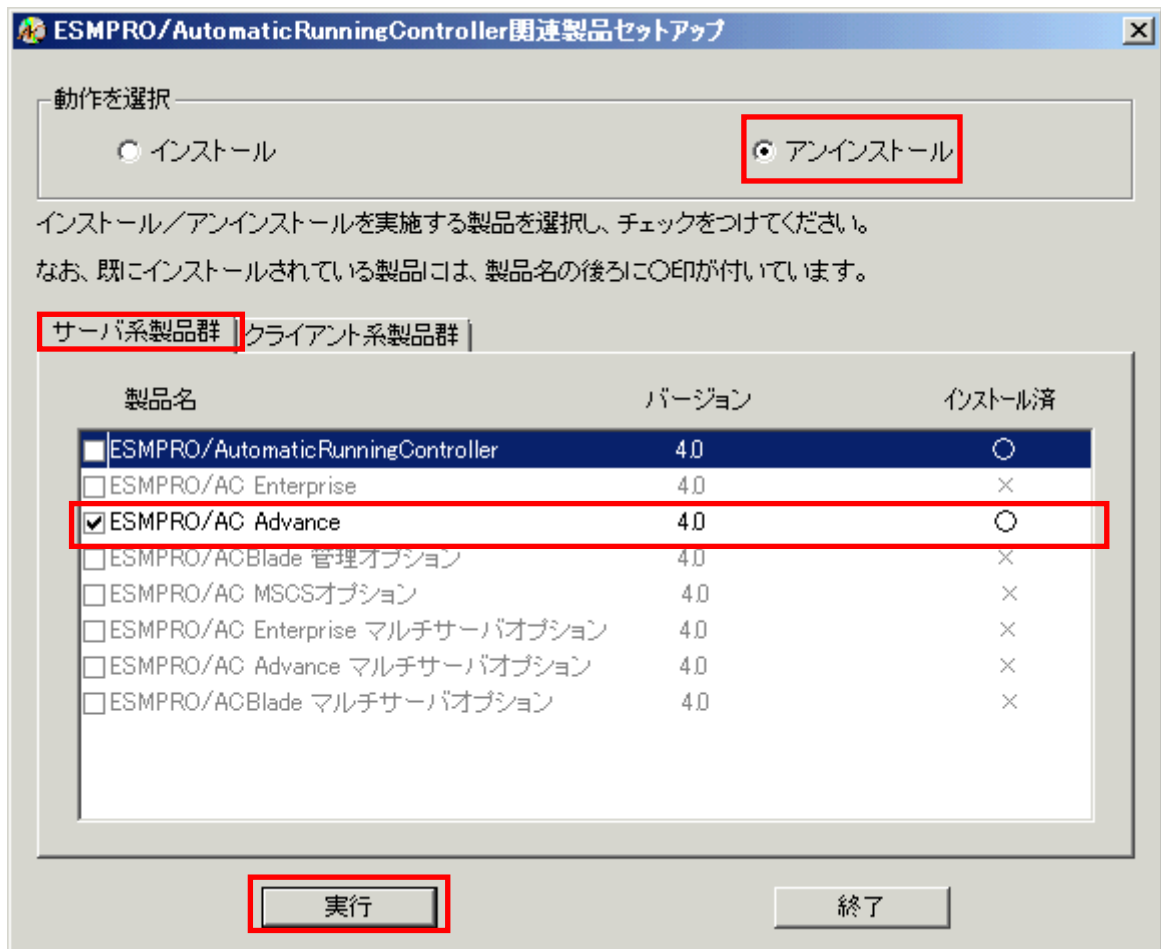 ESMPRO/AutomaticRunningController関連製品セットアップ
動作を選択
インストール アンインストール
インストール／アンインストールを実施する製品を選択し、チェックをつけてください。
なお、既にインストールされている製品には、製品名の後ろに○印が付いています。
サーバ系製品群 クライアント系製品群
製品名 バージョン インストール済
ESMPRO/AutomaticRunningController 4.0 ○
ESMPRO/AC Enterprise 4.0 ×
ESMPRO/AC Advance 4.0 ○
ESMPRO/ACBlade 管理オプション 4.0 ×
ESMPRO/AC MSCSオプション 4.0 ×
ESMPRO/AC Enterprise マルチサーバオプション 4.0 ×
ESMPRO/AC Advance マルチサーバオプション 4.0 ×
ESMPRO/ACBlade マルチサーバオプション 4.0 ×
実行 終了